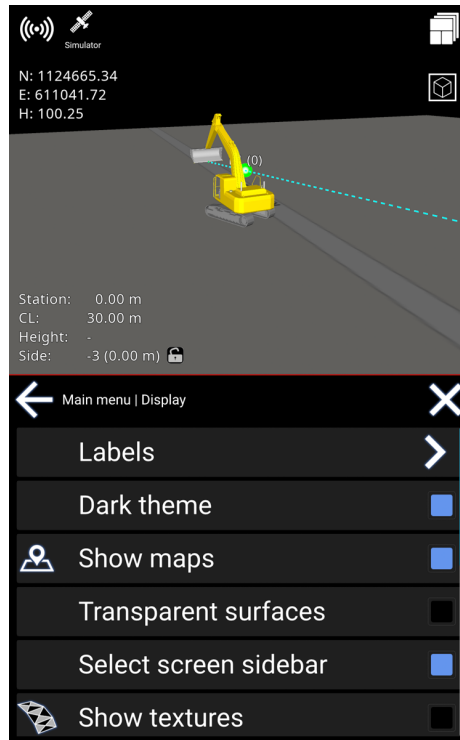 Simulator
N: 1124665.34
E: 611041.72
H: 100.25
(0)
Station: 0.00 m
CL: 30.00 m
Height: -
Side: -3 (0.00 m)
Main menu | Display
Labels
Dark theme
Show maps
Transparent surfaces
Select screen sidebar
Show textures